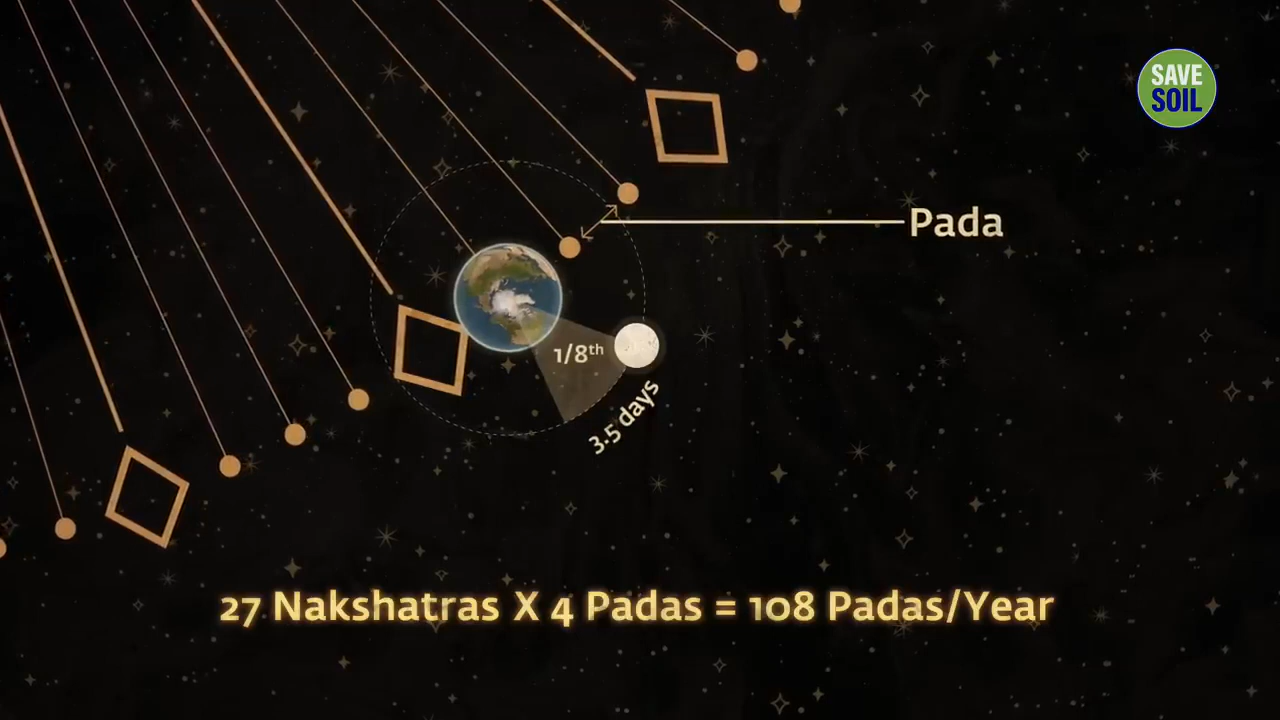 SAVE
SOIL
Pada
1/8th
3.5 days
27 Nakshatras X 4 Padas = 108 Padas/Year